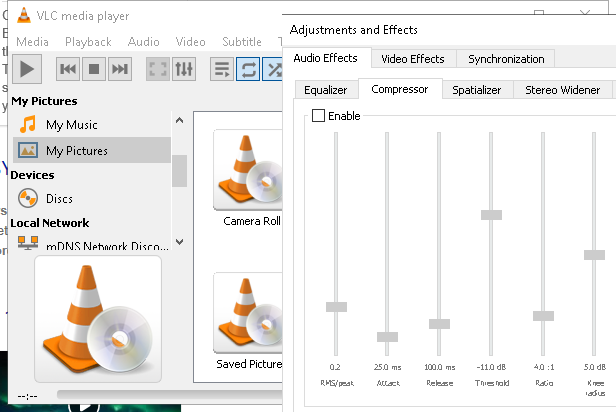 VLC media player
Media Playback Audio Video Subtitle
My Pictures
My Music
My Pictures
Devices
Discs
Local Network
mDNS Network Disco...
Camera Roll
Saved Picture
--:--
Adjustments and Effects
Audio Effects Video Effects Synchronization
Equalizer Compressor Spatializer Stereo Widener
Enable
0.2 25.0 ms 100.0 ms -11.0 dB 4.0 :1 5.0 dB
RMS/peak Attack Release Threshold Ratio Knee
radius